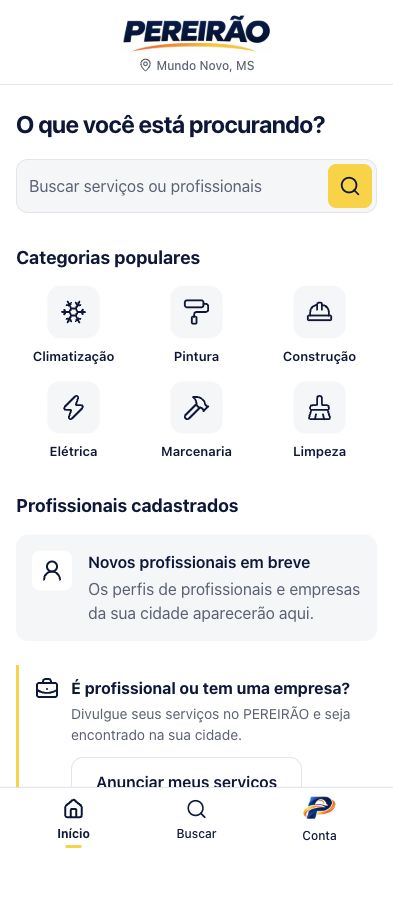 PEREIRÃO
Mundo Novo, MS
O que você está procurando?
Buscar serviços ou profissionais
Categorias populares
Climatização
Pintura
Construção
Elétrica
Marcenaria
Limpeza
Profissionais cadastrados
Novos profissionais em breve
Os perfis de profissionais e empresas
da sua cidade aparecerão aqui.
É profissional ou tem uma empresa?
Divulgue seus serviços no PEREIRÃO e seja
encontrado na sua cidade.
Anunciar meus serviços
Início
Buscar
Conta